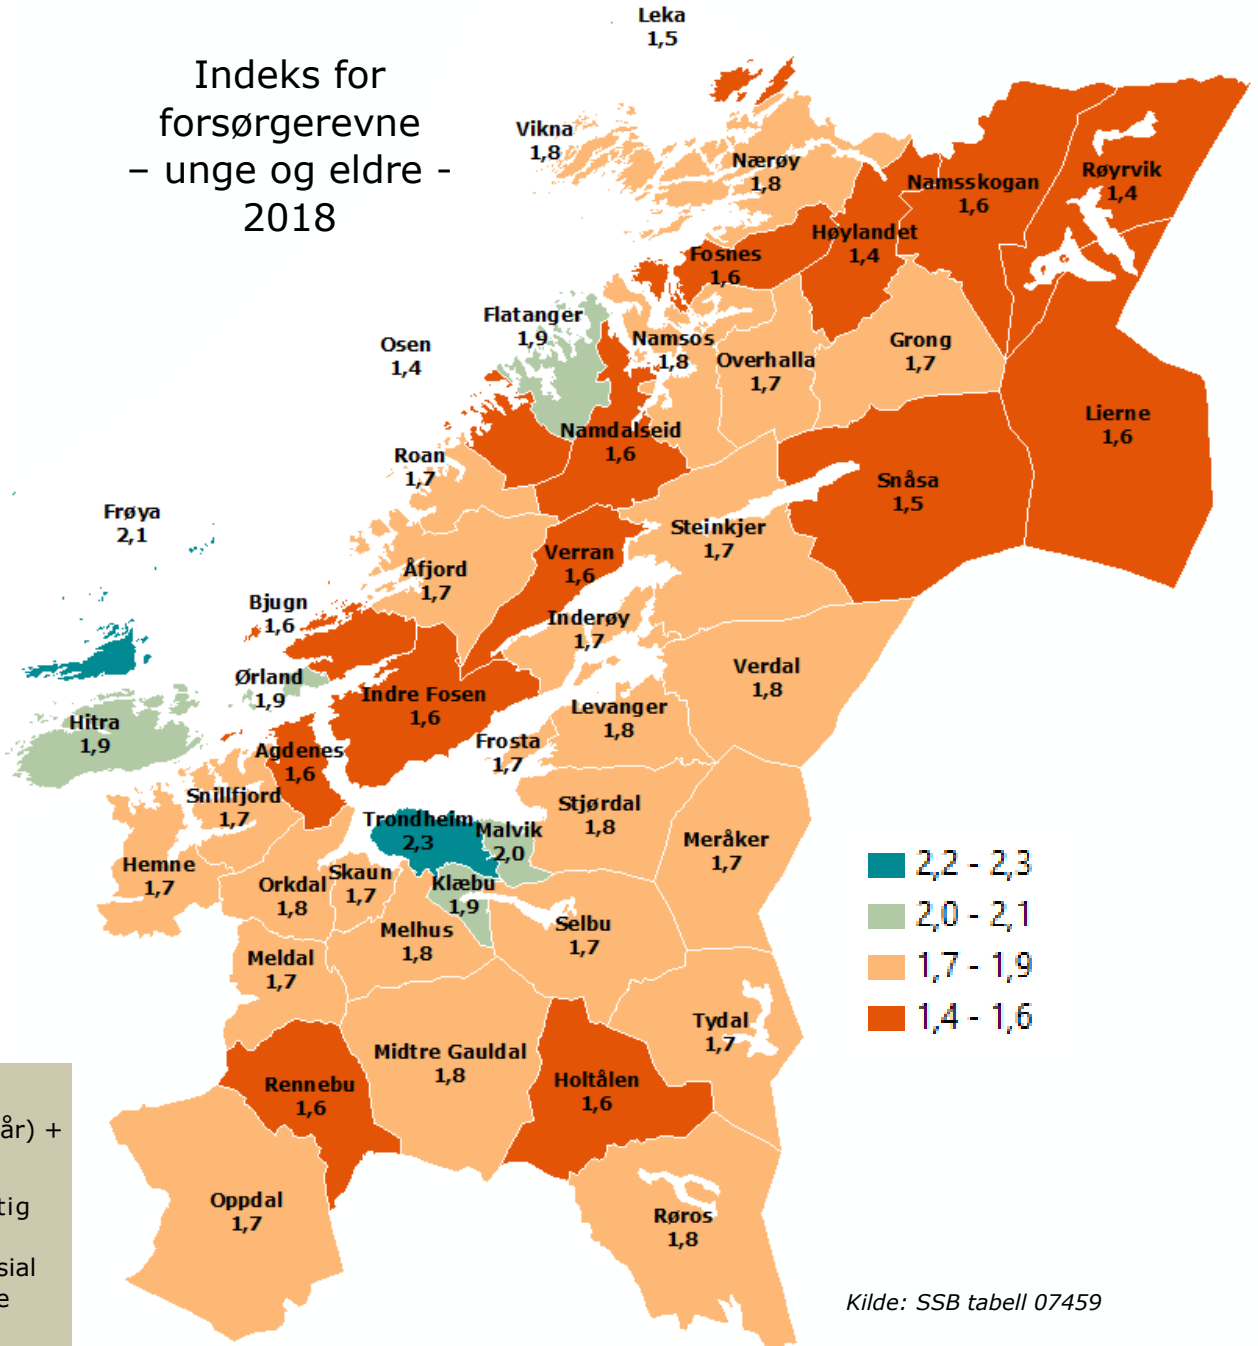 Indeks for
forsørgerevne
– unge og eldre -
2018
Leka
1,5
Vikna
1,8
Nærøy
1,8
Namsskogan
1,6
Røyrvik
1,4
Høylandet
1,4
Fosnes
1,6
Flatanger
1,9
Osen
1,4
Namsos
1,8
Overhalla
1,7
Grong
1,7
Lierne
1,6
Namdalseid
1,6
Roan
1,7
Snåsa
1,5
Frøya
2,1
Steinkjer
1,7
Verran
1,6
Åfjord
1,7
Bjugn
1,6
Inderøy
1,7
Verdal
1,8
Ørland
1,9
Indre Fosen
1,6
Levanger
1,8
Hitra
1,9
Frosta
1,7
Agdenes
1,6
Snillfjord
1,7
Stjørdal
1,8
Trondheim
2,3
Malvik
2,0
Meråker
1,7
Hemne
1,7
Orkdal
1,8
Skaun
1,7
Klæbu
1,9
Selbu
1,7
Melhus
1,8
Meldal
1,7
Tydal
1,7
Midtre Gauldal
1,8
Rennebu
1,6
Holtålen
1,6
Oppdal
1,7
Røros
1,8
2,2 - 2,3
2,0 - 2,1
1,7 - 1,9
1,4 - 1,6
år) +
tig
sial
e
Kilde: SSB tabell 07459